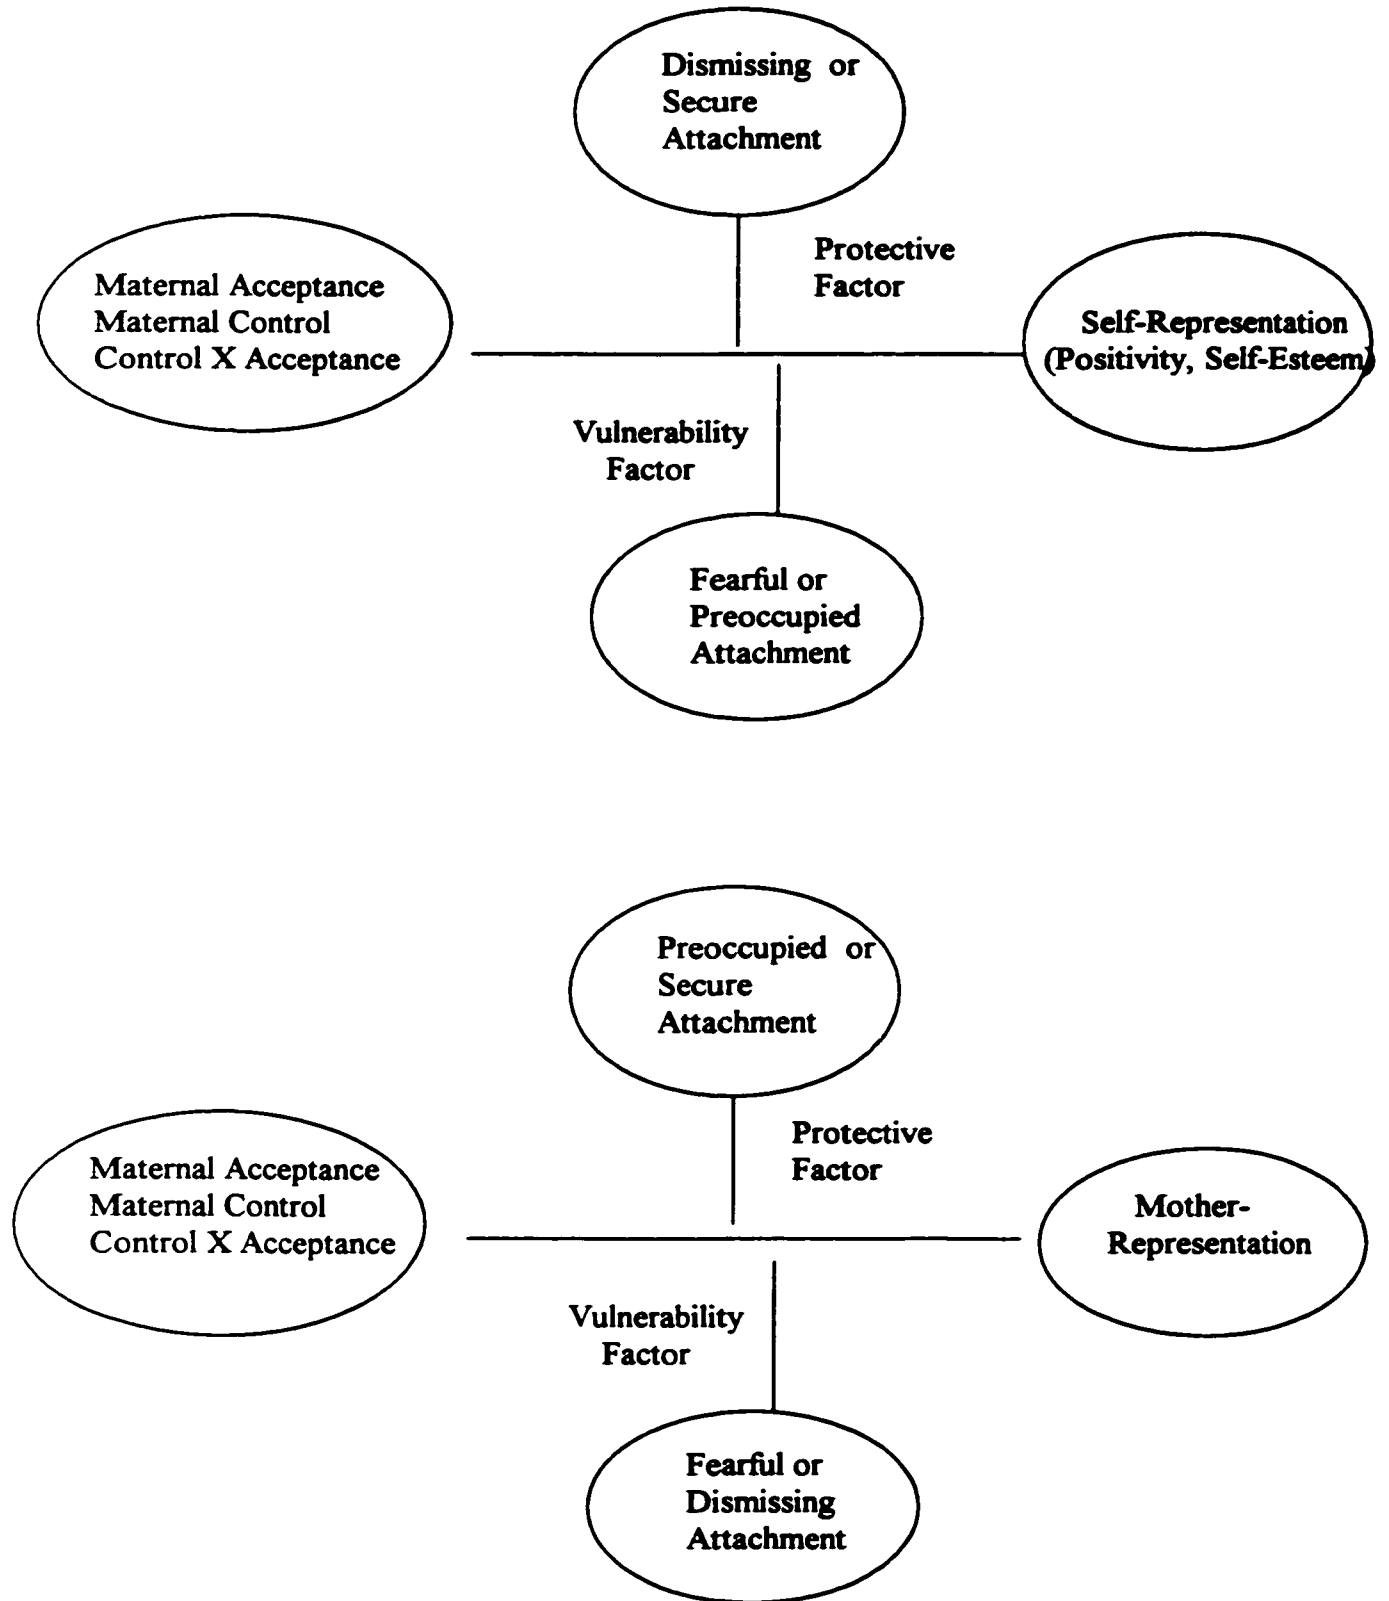 Dismissing or
Secure
Attachment
Protective
Factor
Maternal Acceptance
Maternal Control
Control X Acceptance
Self-Representation
(Positivity, Self-Esteem)
Vulnerability
Factor
Fearful or
Preoccupied
Attachment
Preoccupied or
Secure
Attachment
Protective
Factor
Maternal Acceptance
Maternal Control
Control X Acceptance
Mother-
Representation
Vulnerability
Factor
Fearful or
Dismissing
Attachment